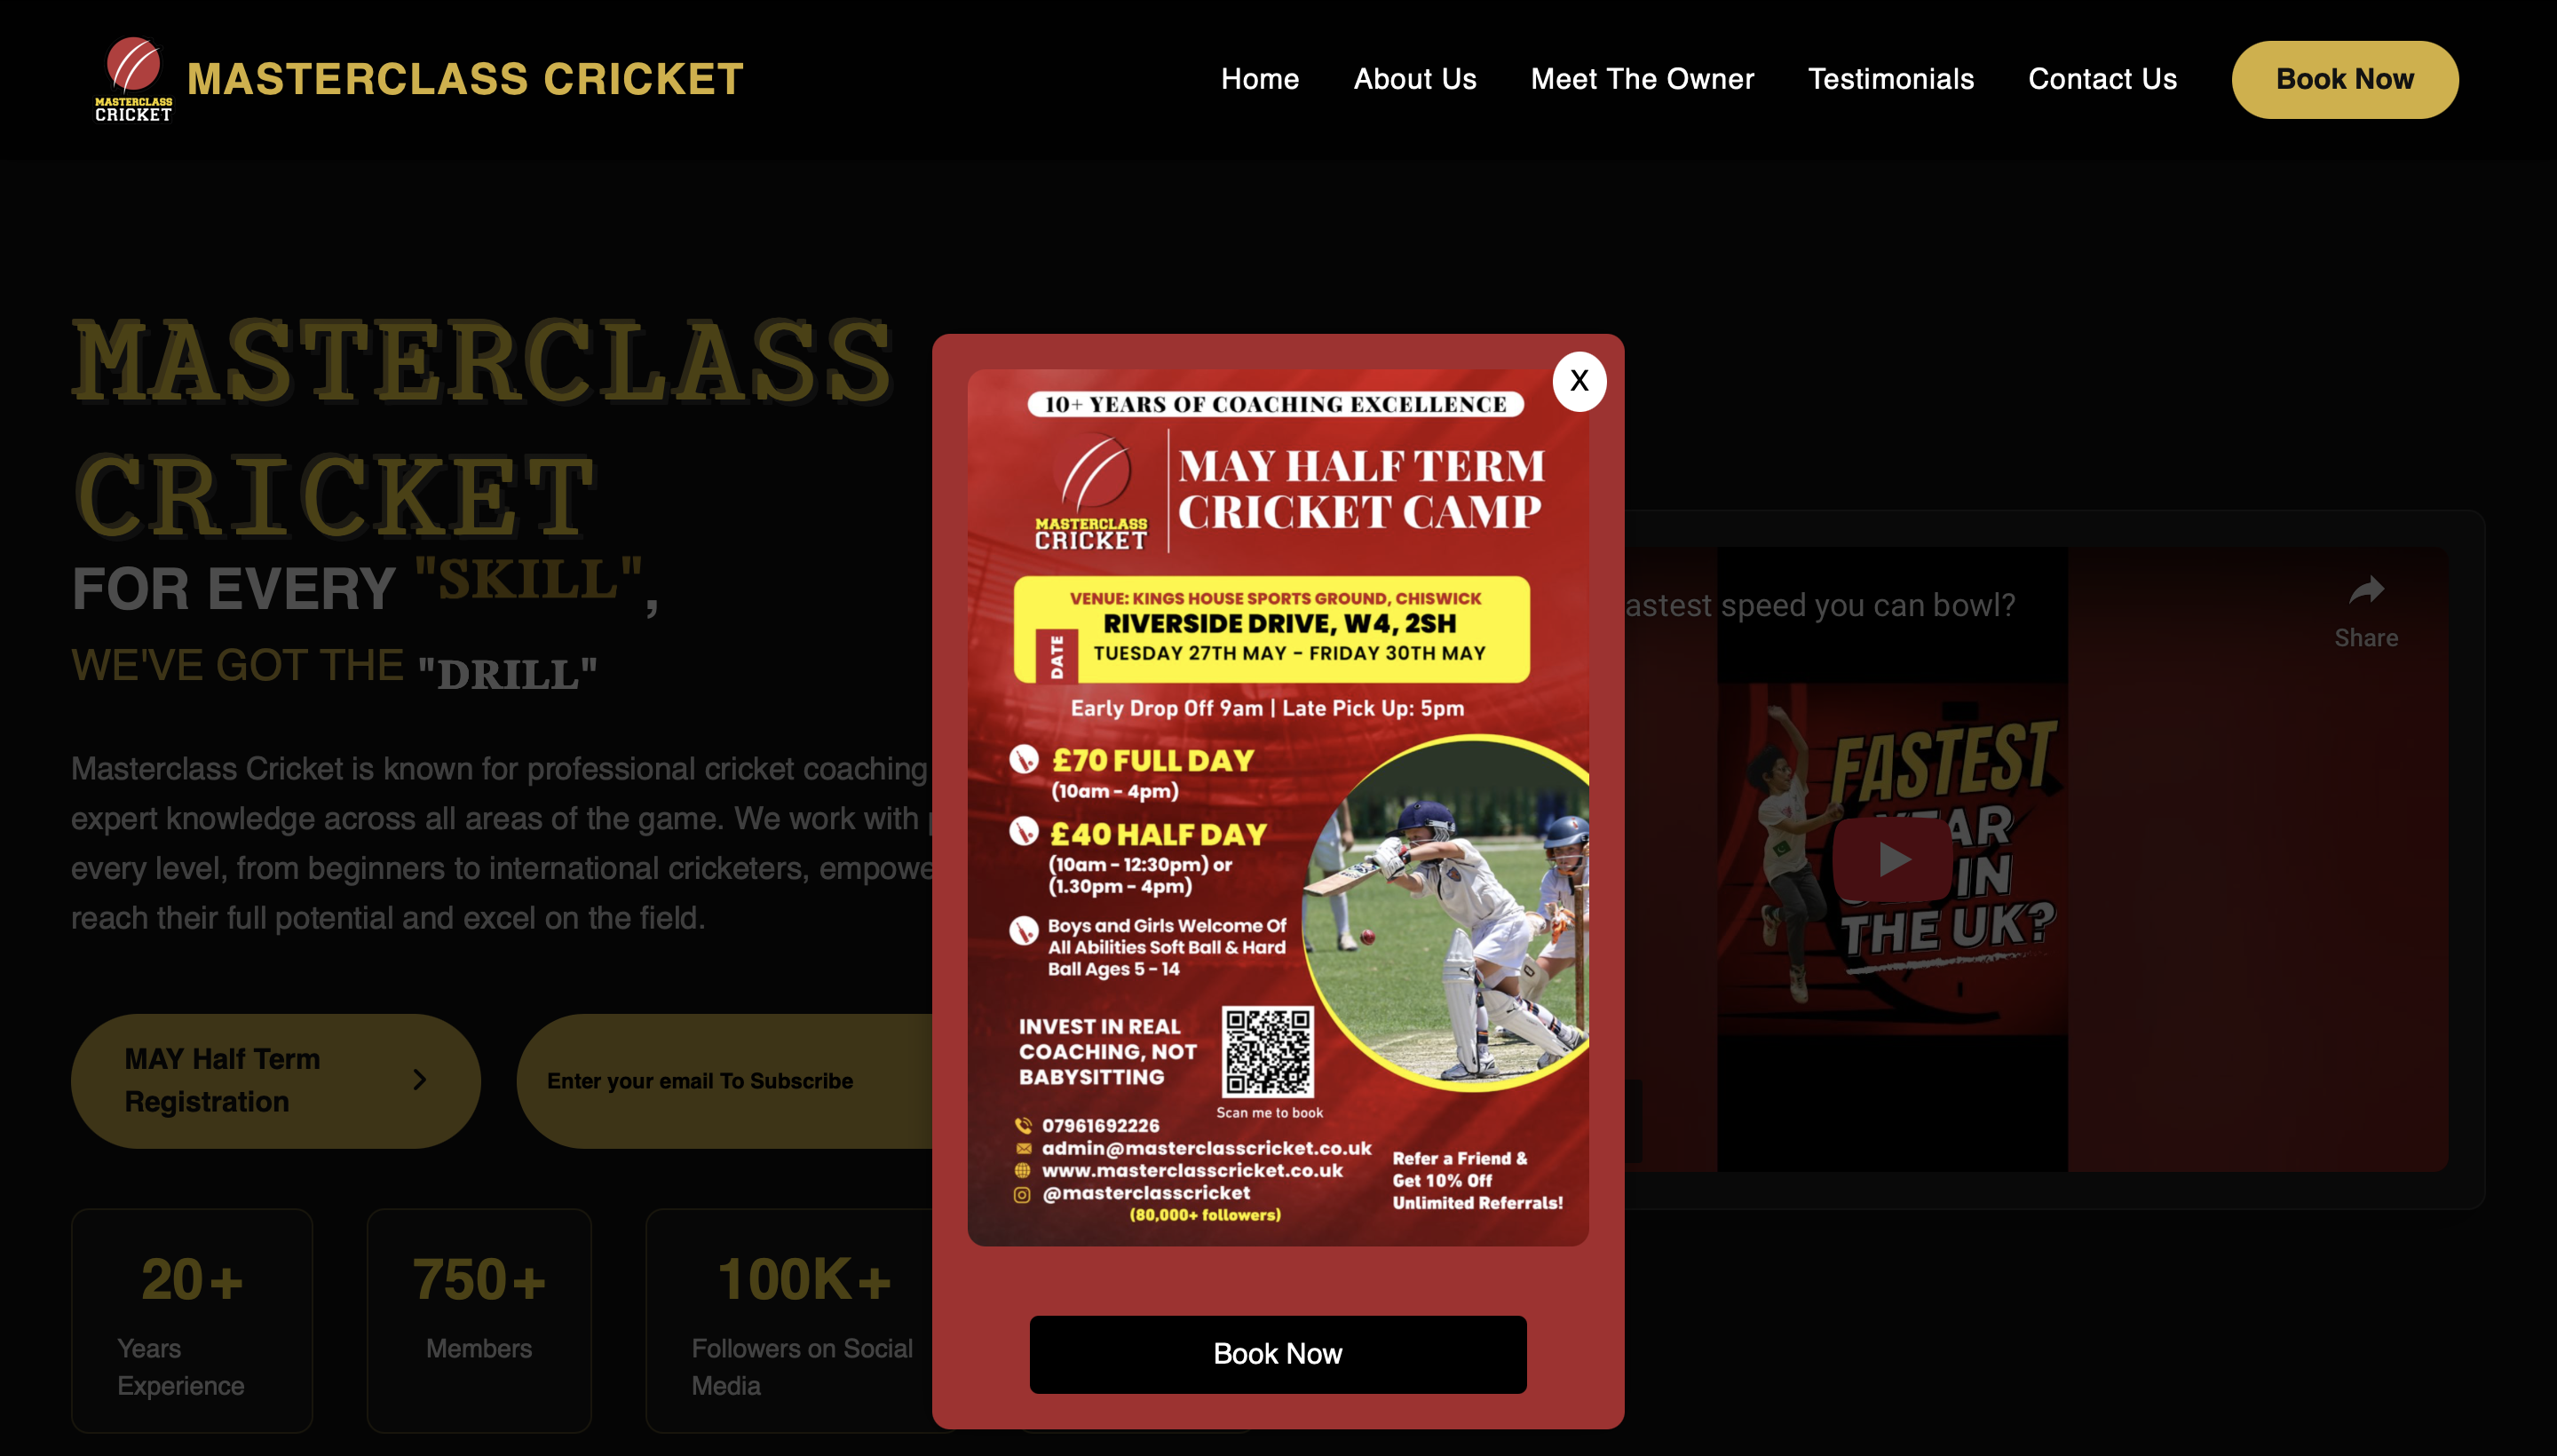 MASTERCLASS
CRICKET
MASTERCLASS CRICKET
Home
About Us
Meet The Owner
Testimonials
Contact Us
Book Now
MASTERCLASS
CRICKET
FOR EVERY "SKILL",
WE'VE GOT THE "DRILL"
Masterclass Cricket is known for professional cricket coaching
expert knowledge across all areas of the game. We work with
every level, from beginners to international cricketers,
reach their full potential and excel on the field.
MAY Half Term
Registration
Enter your email To Subscribe
20+
Years
Experience
750+
Members
100K+
Followers on Social
Media
X
10+ YEARS OF COACHING EXCELLENCE
MASTERCLASS
CRICKET
MAY HALF TERM
CRICKET CAMP
VENUE: KINGS HOUSE SPORTS GROUND, CHISWICK
RIVERSIDE DRIVE, W4, 2SH
DATE
TUESDAY 27TH MAY - FRIDAY 30TH MAY
Early Drop Off 9am | Late Pick Up: 5pm
£70 FULL DAY
(10am - 4pm)
£40 HALF DAY
(10am - 12:30pm) or
(1.30pm - 4pm)
Boys and Girls Welcome Of
All Abilities Soft Ball & Hard
Ball Ages 5 - 14
INVEST IN REAL
COACHING, NOT
BABYSITTING
Scan me to book
07961692226
admin@masterclasscricket.co.uk
www.masterclasscricket.co.uk
@masterclasscricket
(80,000+ followers)
Refer a Friend &
Get 10% Off
Unlimited Referrals!
Book Now
speed you can bowl?
Share
FASTEST
IN
THE UK?